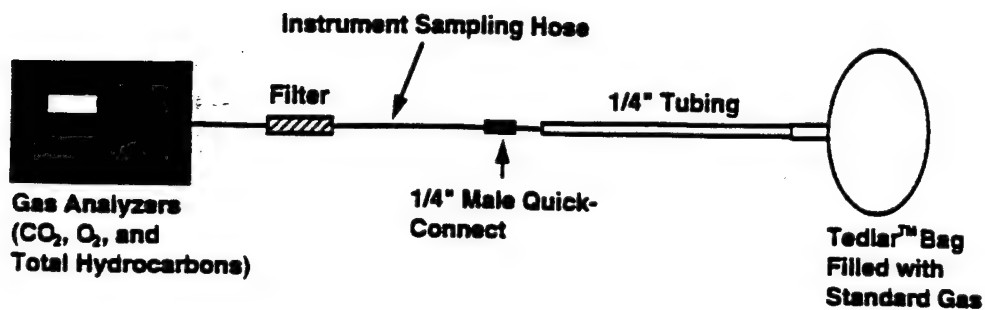 Instrument Sampling Hose
Filter
1/4" Tubing
1/4" Male Quick-
Connect
Gas Analyzers
(CO₂, O₂, and
Total Hydrocarbons)
Tedlar™ Bag
Filled with
Standard Gas